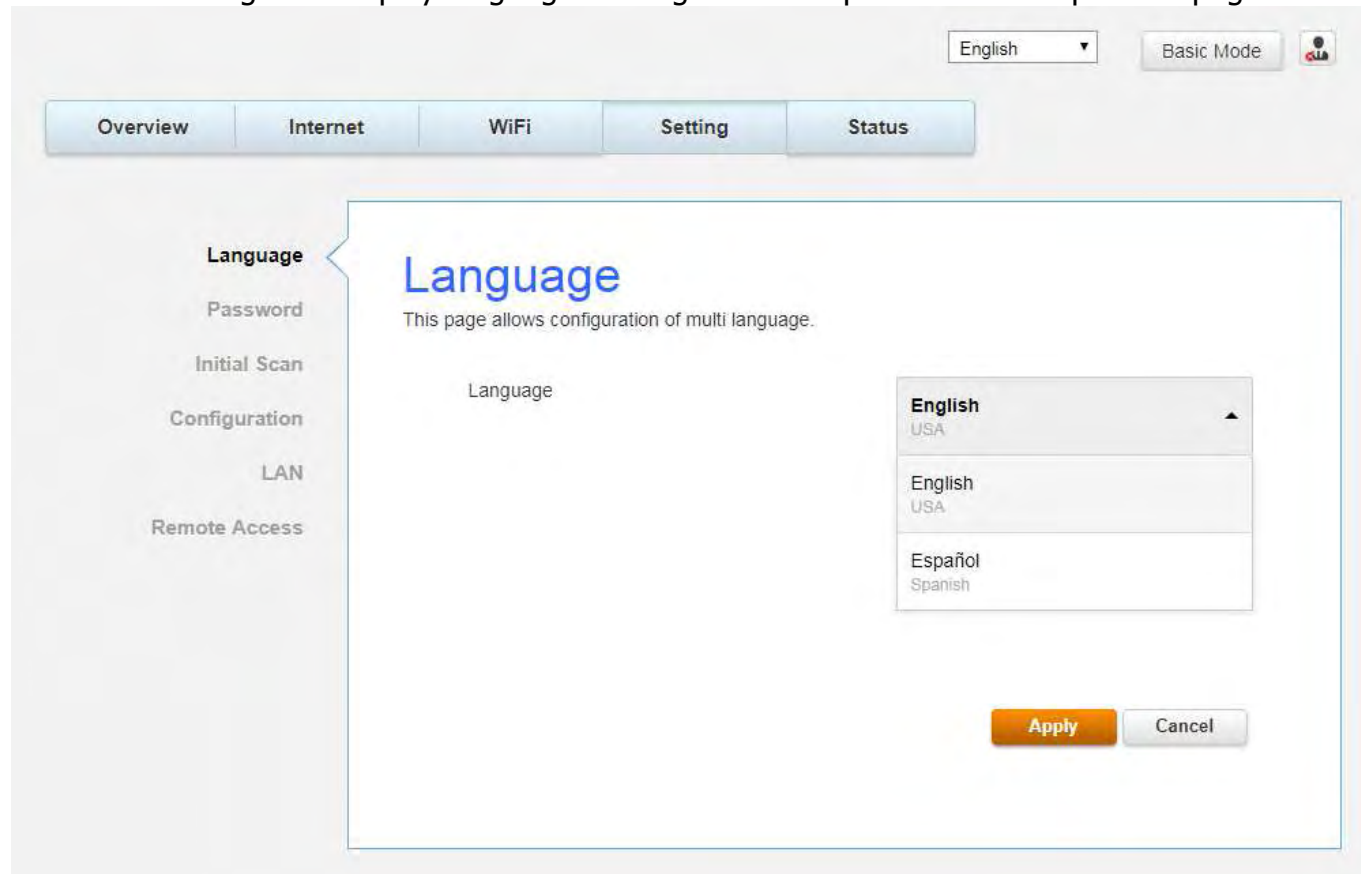 English
Basic Mode
Overview Internet WiFi Setting Status
Language
Password
Initial Scan
Configuration
LAN
Remote Access
Language
This page allows configuration of multi language.
Language
English
USA
English
USA
Español
Spanish
Apply Cancel